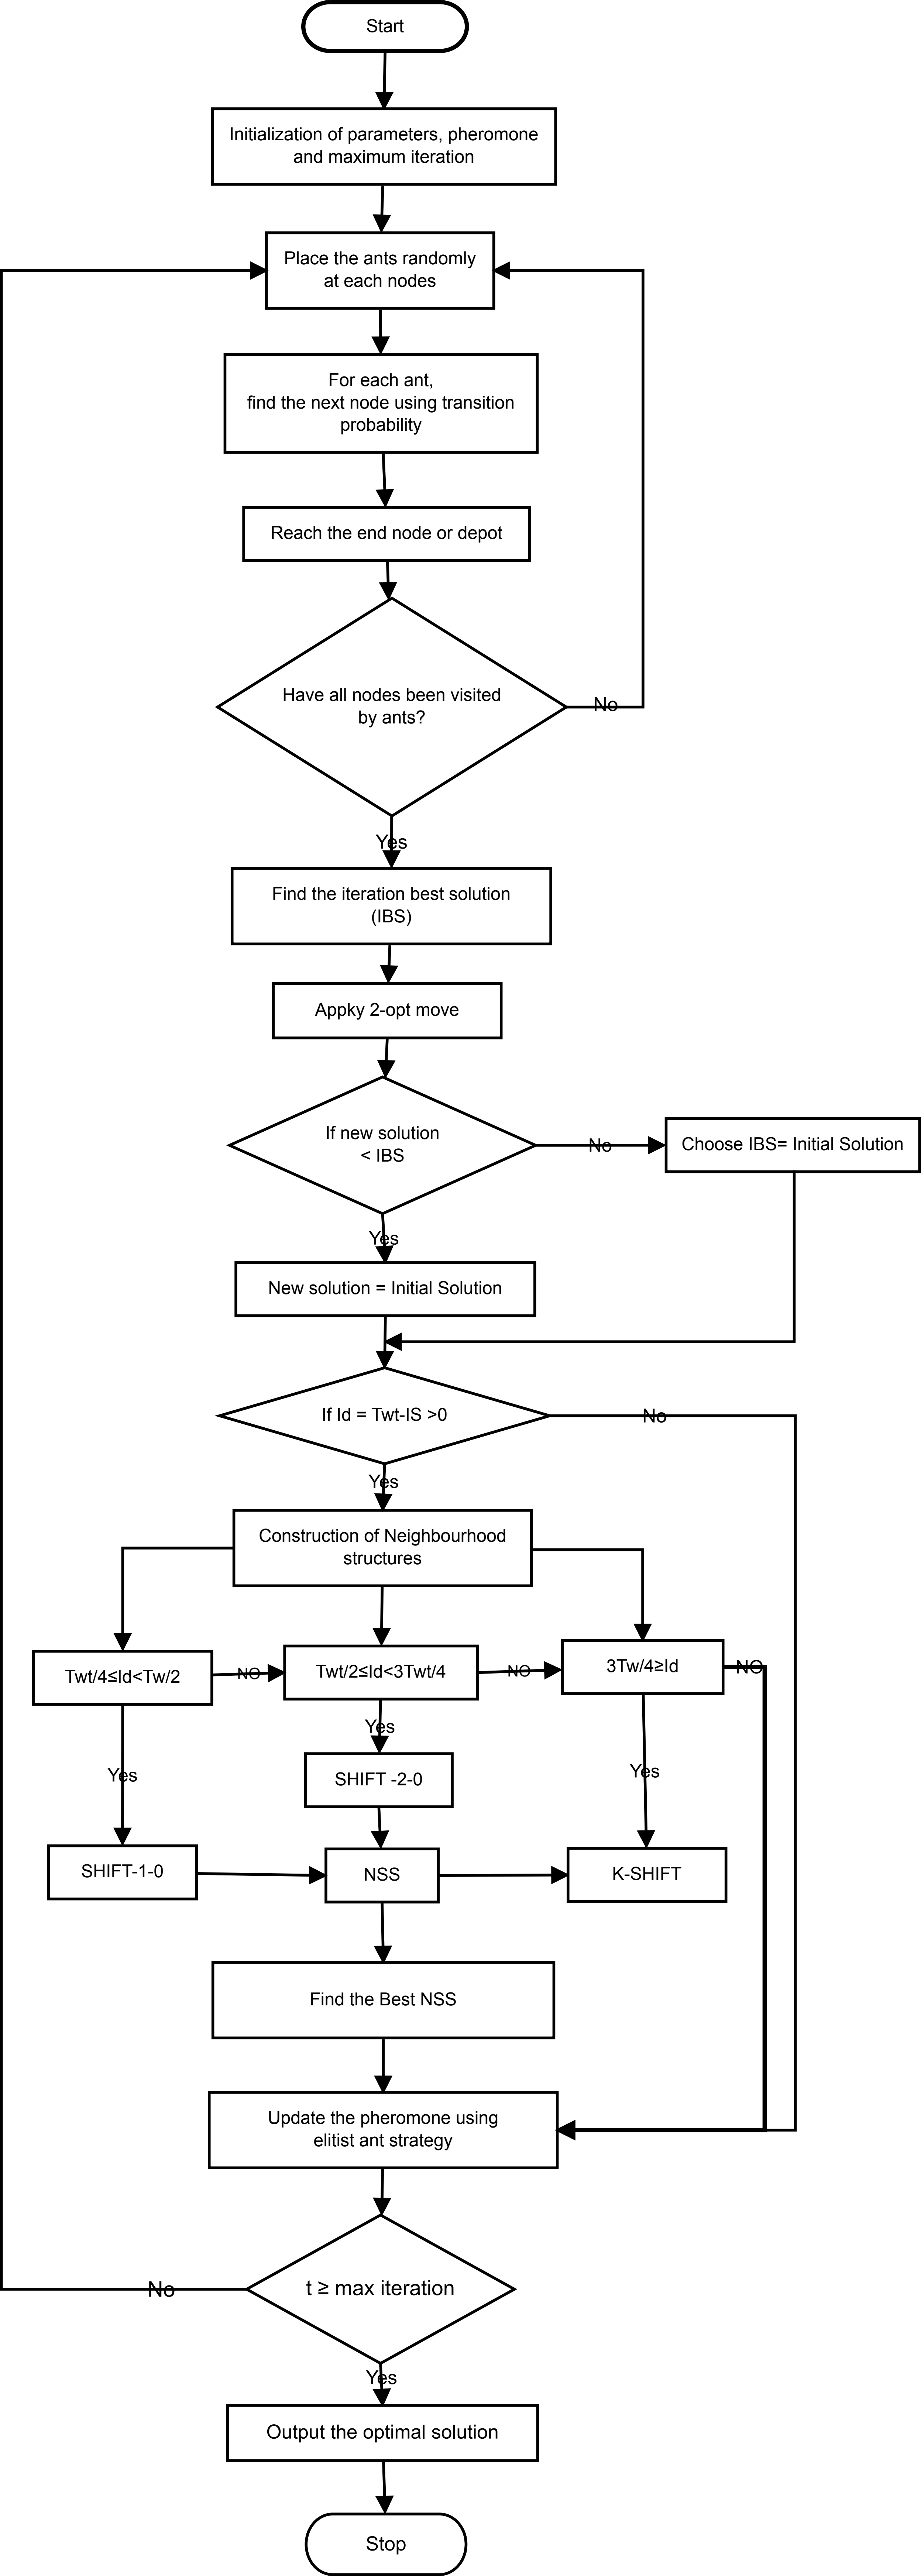 Start
Initialization of parameters, pheromone
and maximum iteration
Place the ants randomly
at each nodes
For each ant,
find the next node using transition
probability
Reach the end node or depot
Have all nodes been visited
by ants?
No
Yes
Find the iteration best solution
(IBS)
Appky 2-opt move
If new solution
< IBS
No
Choose IBS= Initial Solution
Yes
New solution = Initial Solution
If Id = Twt-IS >0
No
Yes
Construction of Neighbourhood
structures
Twt/4≤Id<Tw/2
NO
Twt/2≤Id<3Twt/4
NO
3Tw/4≥Id
NO
Yes
Yes
Yes
SHIFT -2-0
SHIFT-1-0
NSS
K-SHIFT
Find the Best NSS
Update the pheromone using
elitist ant strategy
t ≥ max iteration
No
Yes
Output the optimal solution
Stop